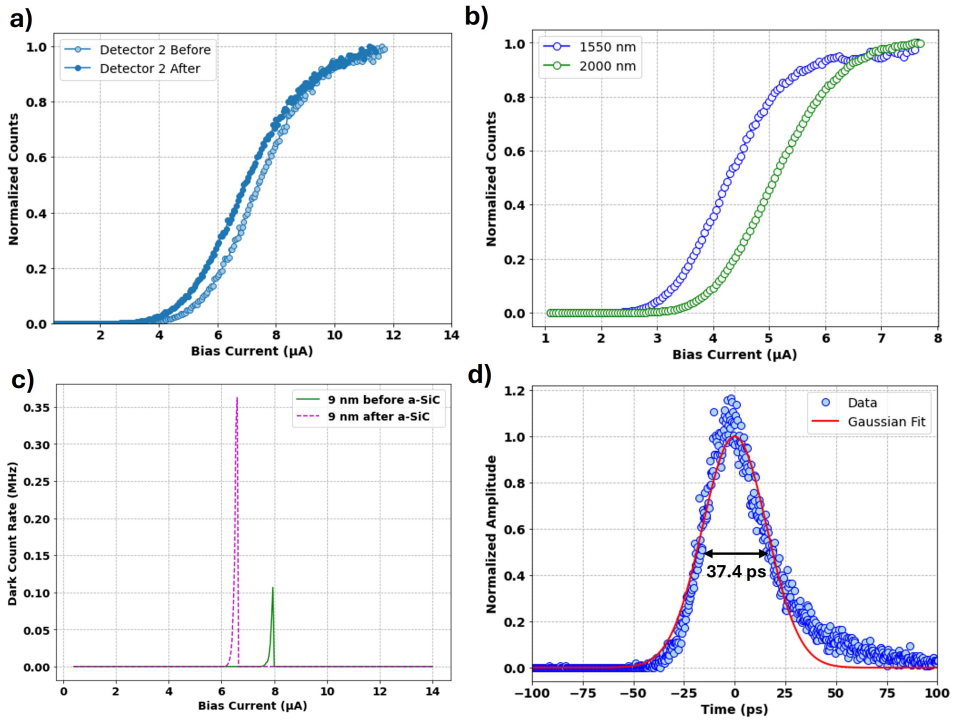 a)
Detector 2 Before
Detector 2 After
Normalized Counts
1.0
0.8
0.6
0.4
0.2
0.0
2 4 6 8 10 12 14
Bias Current (μA)
b)
1550 nm
2000 nm
Normalized Counts
1.0
0.8
0.6
0.4
0.2
0.0
1 2 3 4 5 6 7 8
Bias Current (μA)
c)
9 nm before a-SiC
9 nm after a-SiC
Dark Count Rate (MHz)
0.35
0.30
0.25
0.20
0.15
0.10
0.05
0.00
0 2 4 6 8 10 12 14
Bias Current (μA)
d)
Data
Gaussian Fit
37.4 ps
Normalized Amplitude
1.2
1.0
0.8
0.6
0.4
0.2
0.0
−100 −75 −50 −25 0 25 50 75 100
Time (ps)